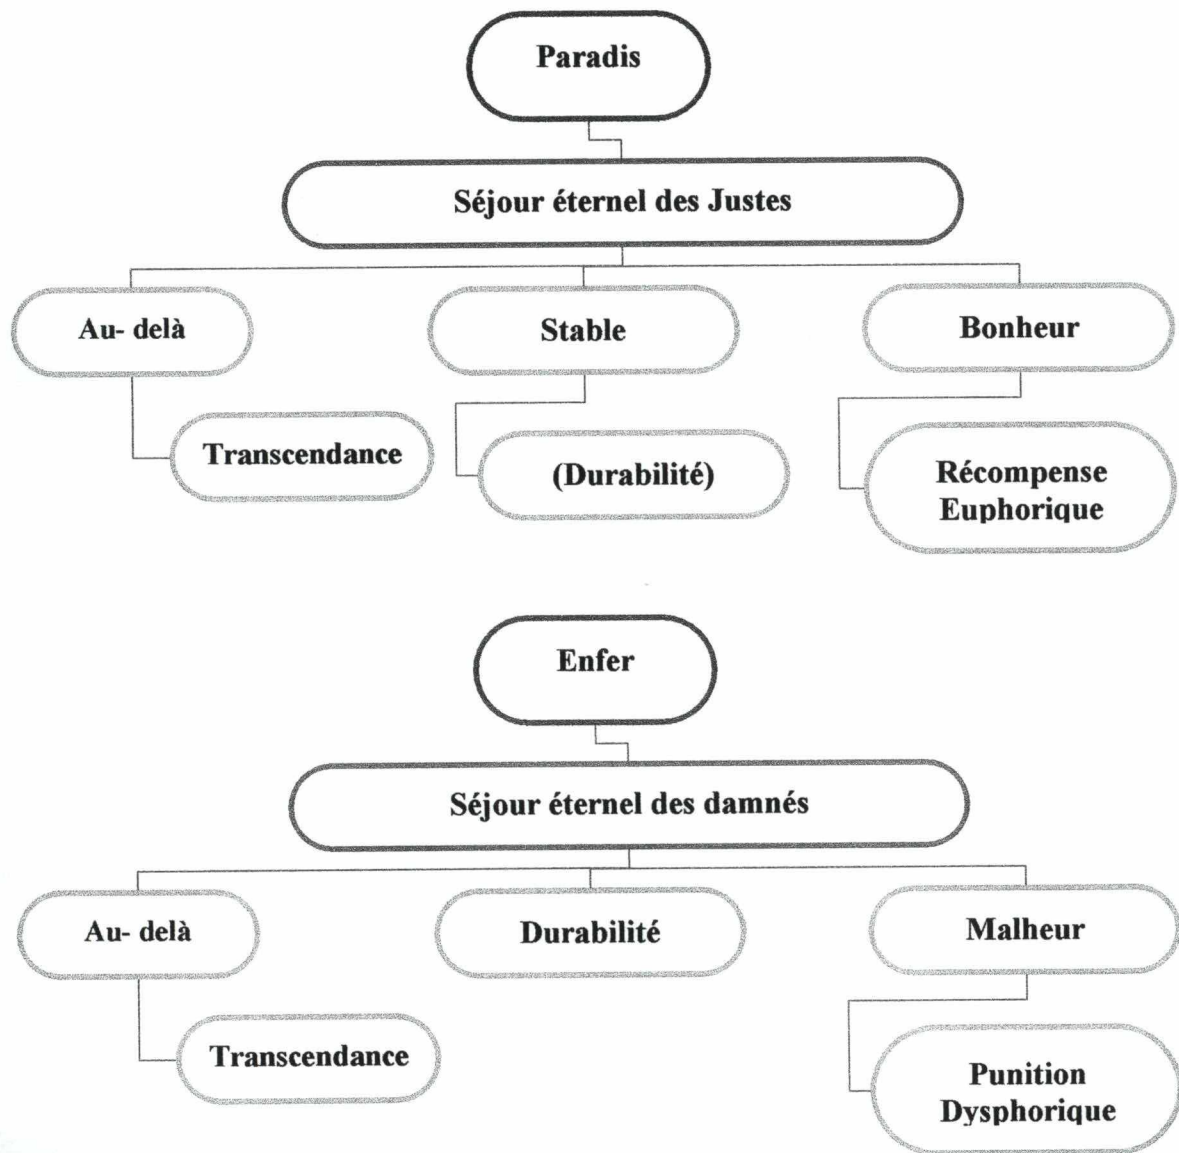 Paradis
Séjour éternel des Justes
Au- delà
Stable
Bonheur
Transcendance
(Durabilité)
Récompense
Euphorique
Enfer
Séjour éternel des damnés
Au- delà
Durabilité
Malheur
Transcendance
Punition
Dysphorique